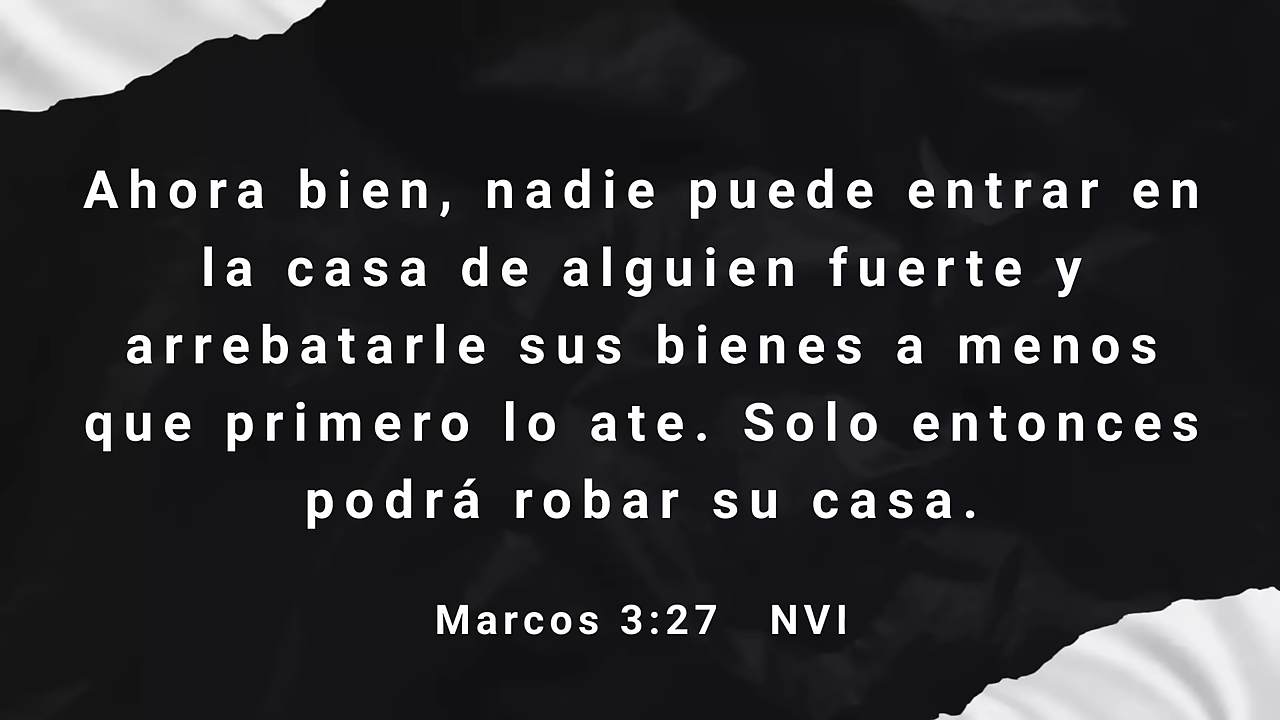 Ahora bien, nadie puede entrar en
la casa de alguien fuerte y
arrebatarle sus bienes a menos
que primero lo ate. Solo entonces
podrá robar su casa.
Marcos 3:27 NVI